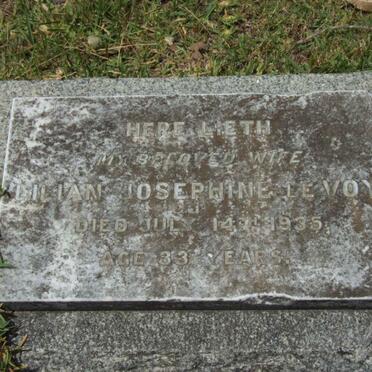 HERE LIETH
MY BELOVED WIFE
LILIAN JOSEPHINE LEVOY
DIED JULY 14TH 1935.
AGE 33 YEARS.